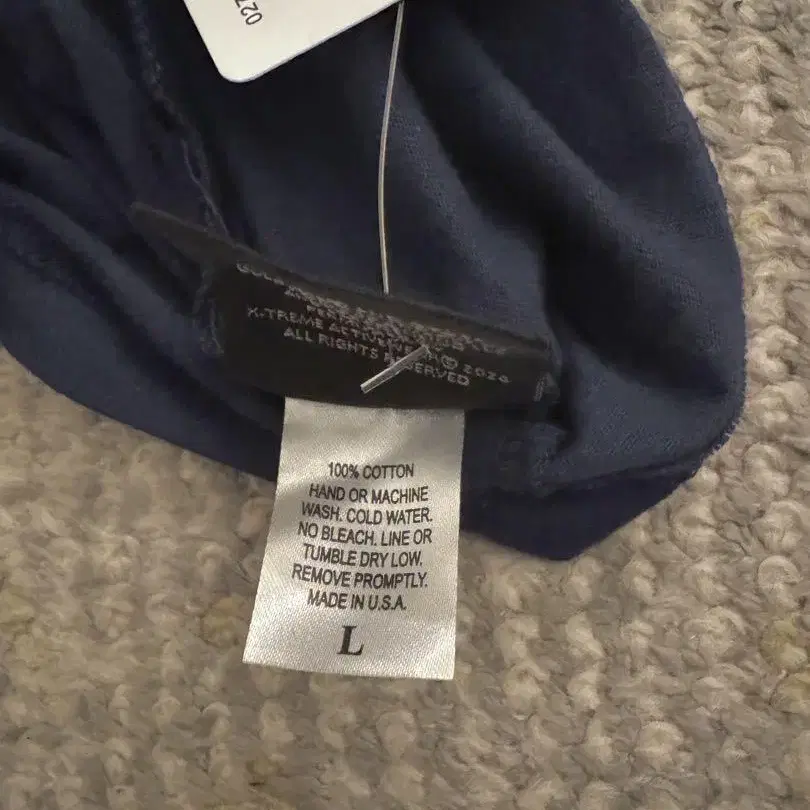 027
X-TREME
ALL RIGHTS RESERVED
100% COTTON
HAND OR MACHINE
WASH. COLD WATER.
NO BLEACH. LINE OR
TUMBLE DRY LOW.
REMOVE PROMPTLY.
MADE IN U.S.A.
L